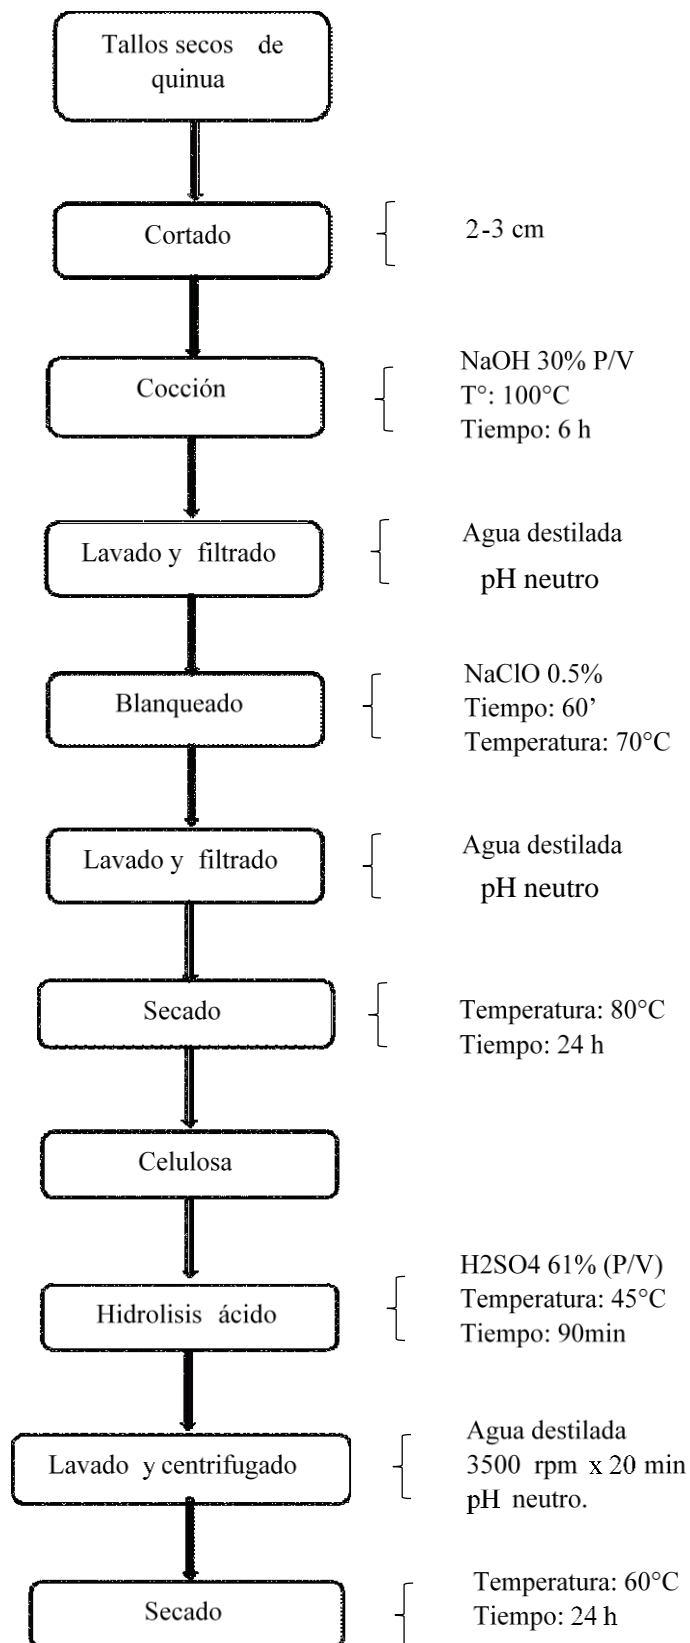 Tallos secos de
quinua
Cortado
2-3 cm
Cocción
NaOH 30% P/V
T°: 100°C
Tiempo: 6 h
Lavado y filtrado
Agua destilada
pH neutro
Blanqueado
NaClO 0.5%
Tiempo: 60’
Temperatura: 70°C
Lavado y filtrado
Agua destilada
pH neutro
Secado
Temperatura: 80°C
Tiempo: 24 h
Celulosa
Hidrolisis ácido
H2SO4 61% (P/V)
Temperatura: 45°C
Tiempo: 90min
Lavado y centrifugado
Agua destilada
3500 rpm x 20 min
pH neutro.
Secado
Temperatura: 60°C
Tiempo: 24 h